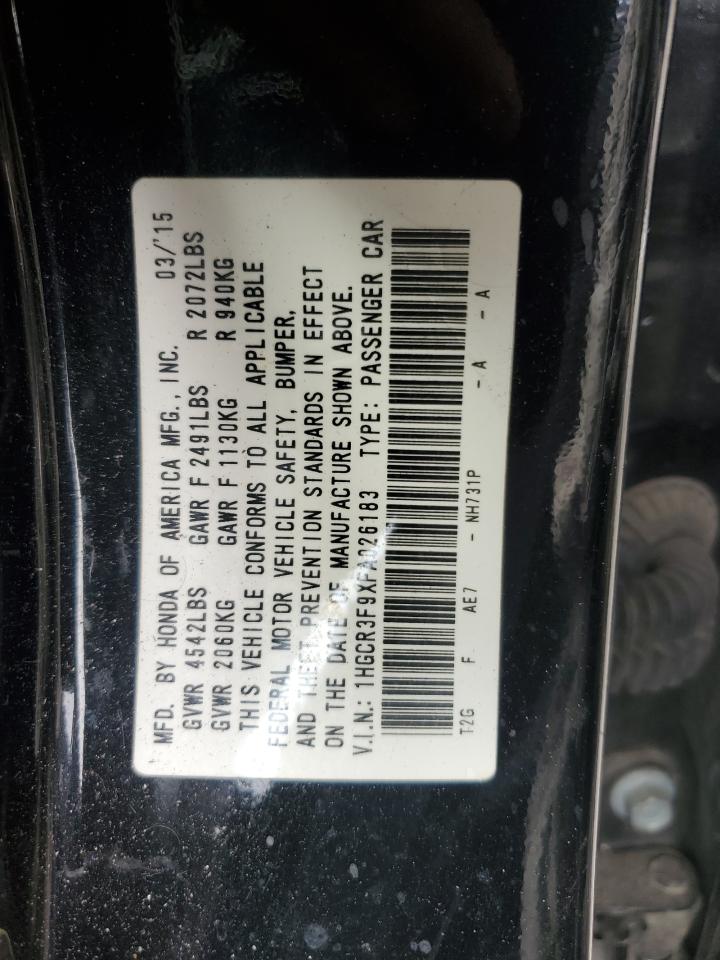 MFD. BY HONDA OF AMERICA MFG., INC. 03/'15
GVWR 4542LBS GAWR F 2491LBS R 2072LBS
GVWR 2060KG GAWR F 1130KG R 940KG
THIS VEHICLE CONFORMS TO ALL APPLICABLE
FEDERAL MOTOR VEHICLE SAFETY, BUMPER,
AND THEFT PREVENTION STANDARDS IN EFFECT
ON THE DATE OF MANUFACTURE SHOWN ABOVE.
V.I.N.: 1HGCR3F9XFA026183 TYPE: PASSENGER CAR
T2G F AE7 - NH731P - A - A